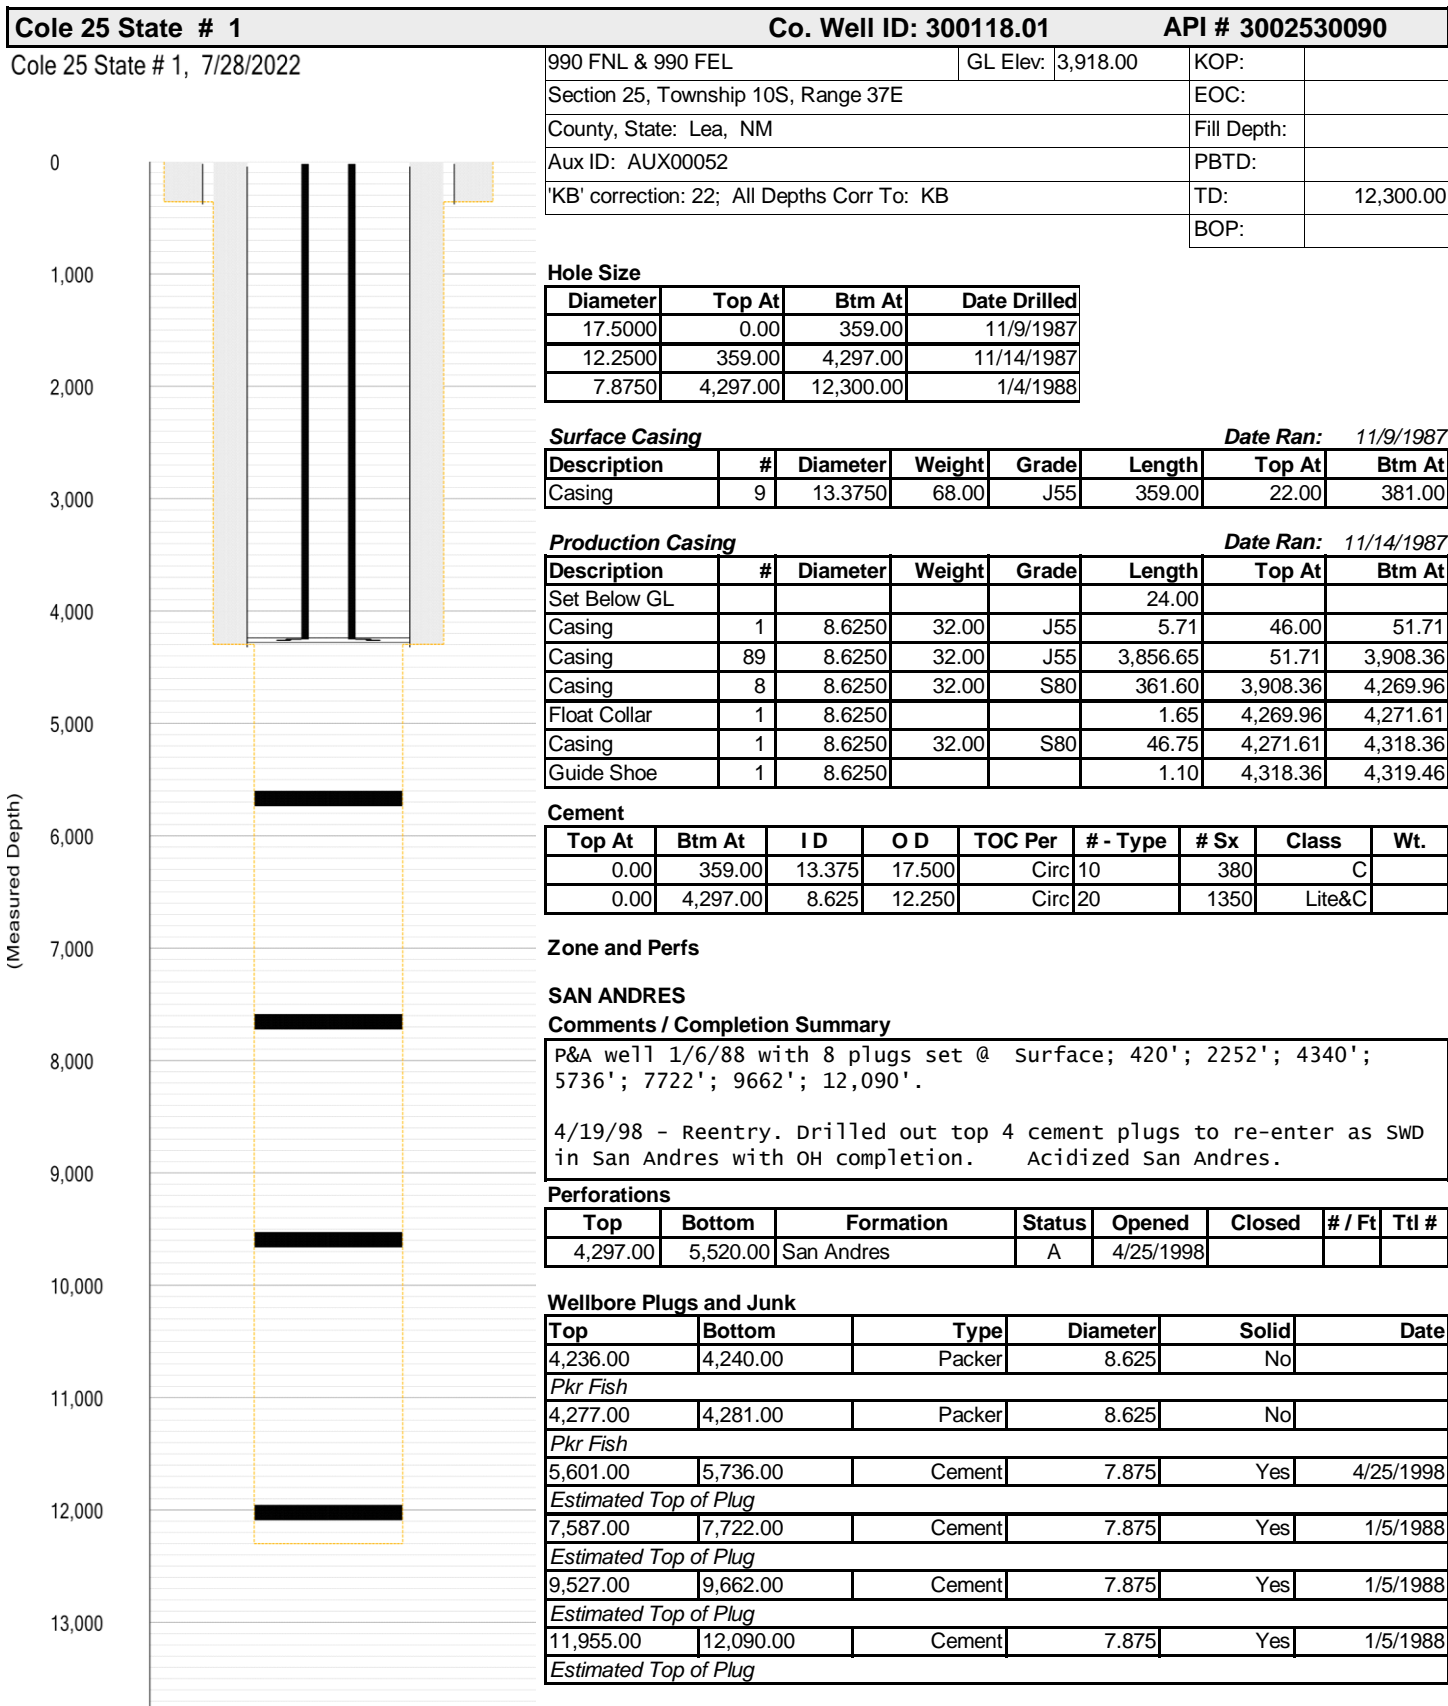 Cole 25 State # 1 Co. Well ID: 300118.01 API # 3002530090
Cole 25 State # 1, 7/28/2022
990 FNL & 990 FEL GL Elev: 3,918.00 KOP:
Section 25, Township 10S, Range 37E EOC:
County, State: Lea, NM Fill Depth:
Aux ID: AUX00052 PBTD:
'KB' correction: 22; All Depths Corr To: KB TD: 12,300.00
BOP:
(Measured Depth)
0
1,000
2,000
3,000
4,000
5,000
6,000
7,000
8,000
9,000
10,000
11,000
12,000
13,000
Hole Size
Diameter Top At Btm At Date Drilled
17.5000 0.00 359.00 11/9/1987
12.2500 359.00 4,297.00 11/14/1987
7.8750 4,297.00 12,300.00 1/4/1988
Surface Casing Date Ran: 11/9/1987
Description # Diameter Weight Grade Length Top At Btm At
Casing 9 13.3750 68.00 J55 359.00 22.00 381.00
Production Casing Date Ran: 11/14/1987
Description # Diameter Weight Grade Length Top At Btm At
Set Below GL 24.00
Casing 1 8.6250 32.00 J55 5.71 46.00 51.71
Casing 89 8.6250 32.00 J55 3,856.65 51.71 3,908.36
Casing 8 8.6250 32.00 S80 361.60 3,908.36 4,269.96
Float Collar 1 8.6250 1.65 4,269.96 4,271.61
Casing 1 8.6250 32.00 S80 46.75 4,271.61 4,318.36
Guide Shoe 1 8.6250 1.10 4,318.36 4,319.46
Cement
Top At Btm At I D O D TOC Per # - Type # Sx Class Wt.
0.00 359.00 13.375 17.500 Circ 10 380 C
0.00 4,297.00 8.625 12.250 Circ 20 1350 Lite&C
Zone and Perfs
SAN ANDRES
Comments / Completion Summary
P&A well 1/6/88 with 8 plugs set @ Surface; 420'; 2252'; 4340';
5736'; 7722'; 9662'; 12,090'.
4/19/98 - Reentry. Drilled out top 4 cement plugs to re-enter as SWD
in San Andres with OH completion. Acidized San Andres.
Perforations
Top Bottom Formation Status Opened Closed # / Ft Ttl #
4,297.00 5,520.00 San Andres A 4/25/1998
Wellbore Plugs and Junk
Top Bottom Type Diameter Solid Date
4,236.00 4,240.00 Packer 8.625 No
Pkr Fish
4,277.00 4,281.00 Packer 8.625 No
Pkr Fish
5,601.00 5,736.00 Cement 7.875 Yes 4/25/1998
Estimated Top of Plug
7,587.00 7,722.00 Cement 7.875 Yes 1/5/1988
Estimated Top of Plug
9,527.00 9,662.00 Cement 7.875 Yes 1/5/1988
Estimated Top of Plug
11,955.00 12,090.00 Cement 7.875 Yes 1/5/1988
Estimated Top of Plug